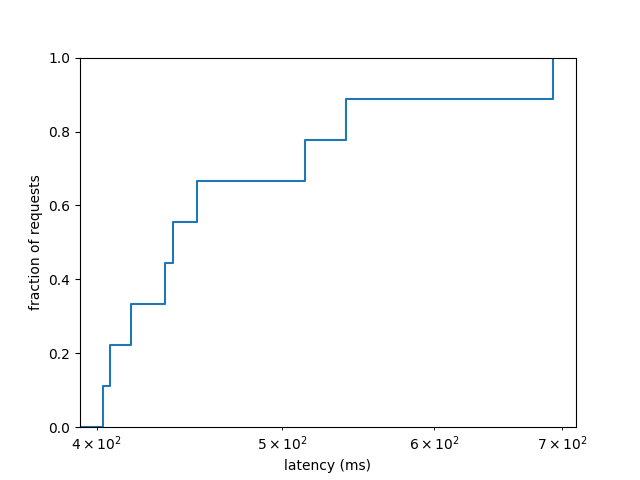 1.0
0.8
0.6
0.4
0.2
0.0
4 × 10²
5 × 10²
6 × 10²
7 × 10²
latency (ms)
fraction of requests